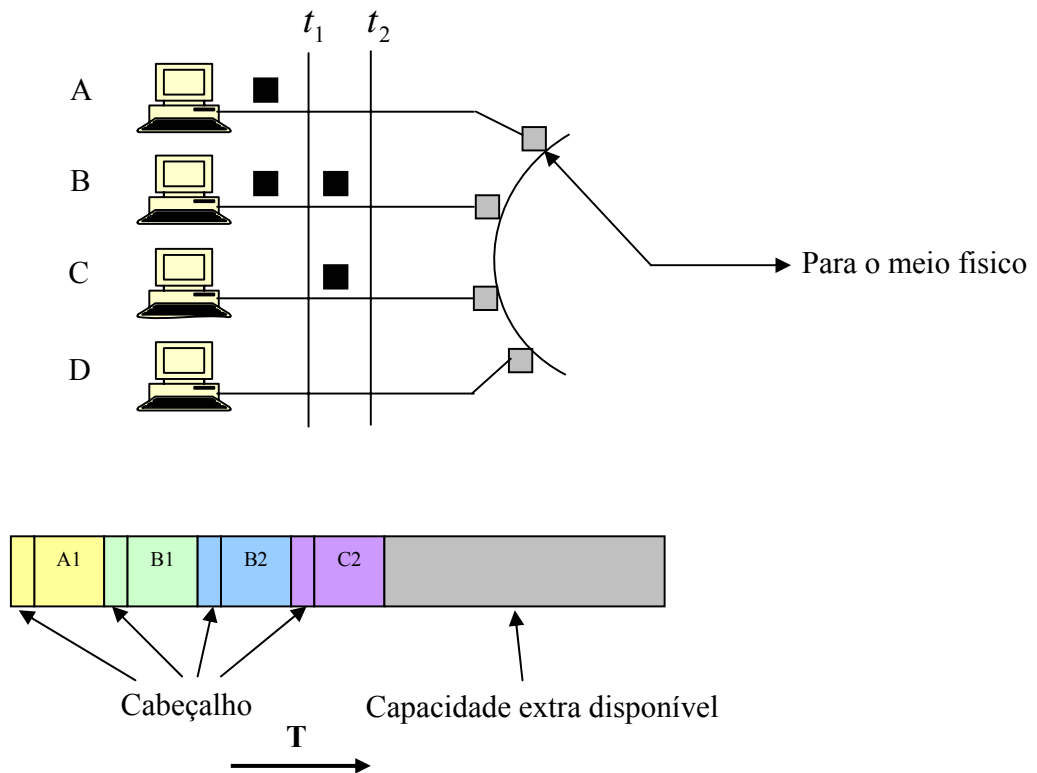 t₁ t₂
A
B
C
Para o meio fisico
D
A1 B1 B2 C2
Cabeçalho
Capacidade extra disponível
T